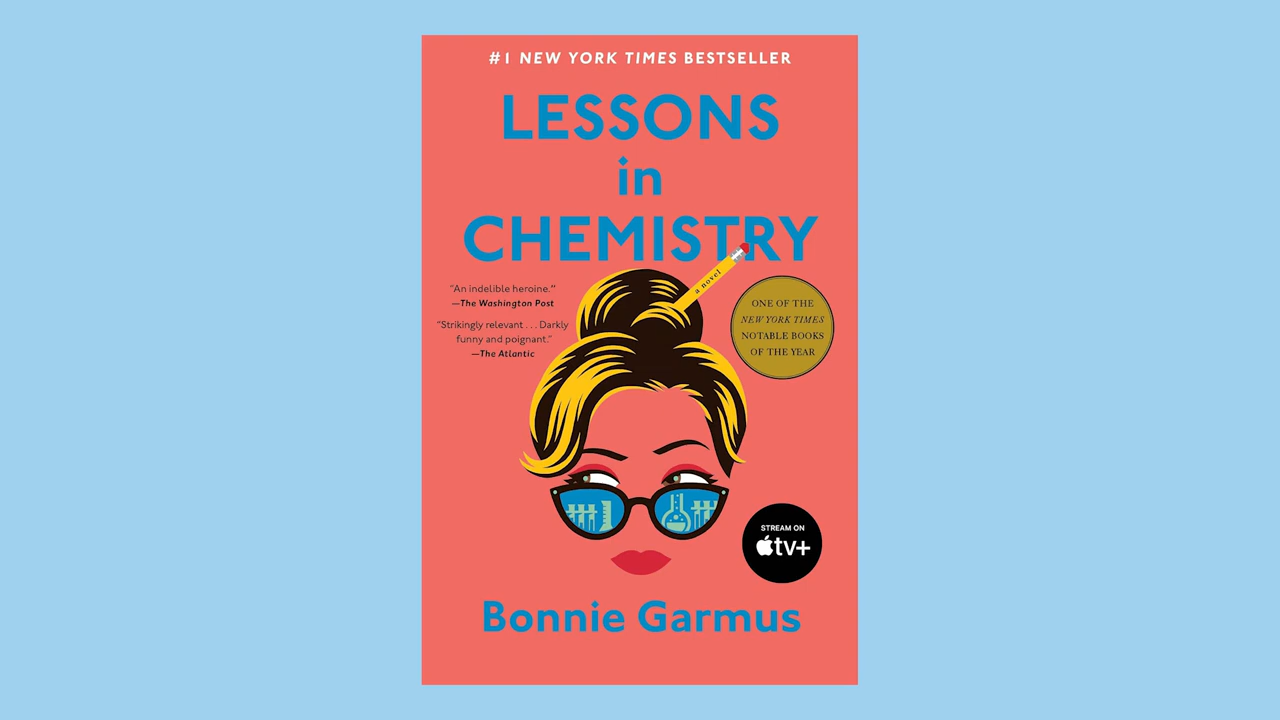 #1 NEW YORK TIMES BESTSELLER
LESSONS
in
CHEMISTRY
a novel
“An indelible heroine.”
—The Washington Post
“Strikingly relevant . . . Darkly
funny and poignant.”
—The Atlantic
ONE OF THE
NEW YORK TIMES
NOTABLE BOOKS
OF THE YEAR
STREAM ON
tv+
Bonnie Garmus